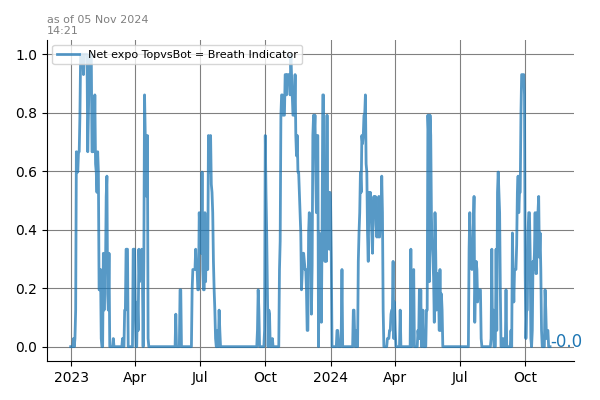 as of 05 Nov 2024
14:21
Net expo TopvsBot = Breath Indicator
1.0
0.8
0.6
0.4
0.2
0.0
-0.0
2023 Apr Jul Oct 2024 Apr Jul Oct